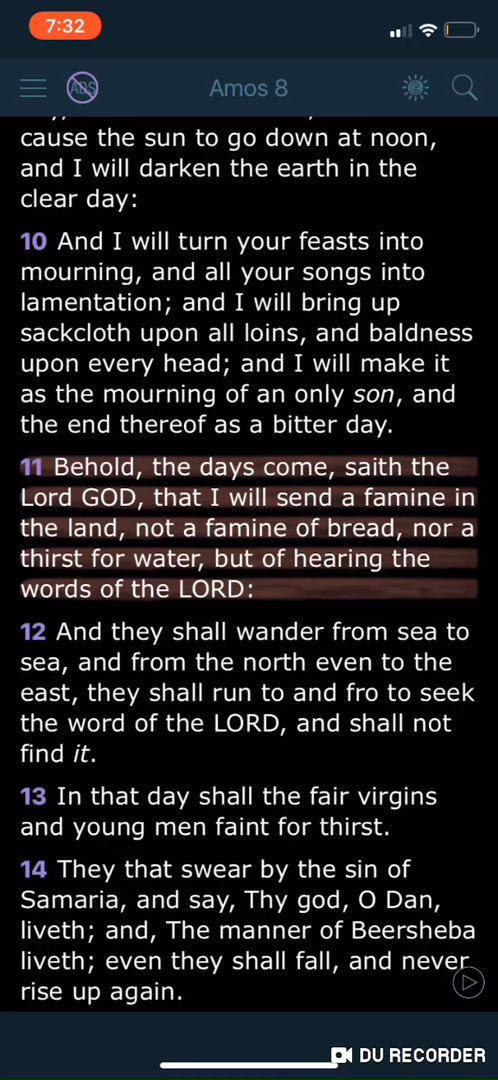 7:32
ADS
Amos 8
cause the sun to go down at noon,
and I will darken the earth in the
clear day:
10 And I will turn your feasts into
mourning, and all your songs into
lamentation; and I will bring up
sackcloth upon all loins, and baldness
upon every head; and I will make it
as the mourning of an only son, and
the end thereof as a bitter day.
11 Behold, the days come, saith the
Lord GOD, that I will send a famine in
the land, not a famine of bread, nor a
thirst for water, but of hearing the
words of the LORD:
12 And they shall wander from sea to
sea, and from the north even to the
east, they shall run to and fro to seek
the word of the LORD, and shall not
find it.
13 In that day shall the fair virgins
and young men faint for thirst.
14 They that swear by the sin of
Samaria, and say, Thy god, O Dan,
liveth; and, The manner of Beersheba
liveth; even they shall fall, and never
rise up again.
DU RECORDER